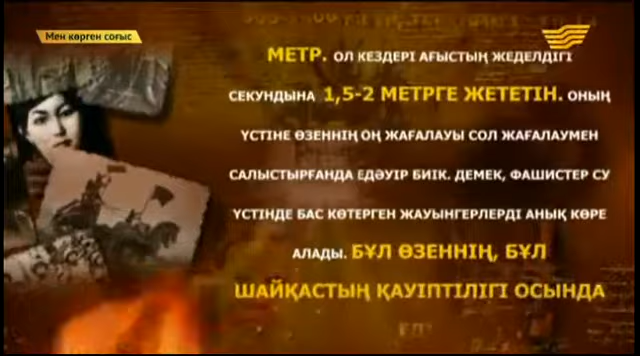 Мен көрген соғыс
МЕТР. ОЛ КЕЗДЕРІ АҒЫСТЫҢ ЖЕДЕЛДІГІ
СЕКУНДЫНА 1,5-2 МЕТРГЕ ЖЕТЕТІН. ОНЫҢ
ҮСТІНЕ ӨЗЕННІҢ ОҢ ЖАҒАЛАУЫ СОЛ ЖАҒАЛАУМЕН
САЛЫСТЫРҒАНДА ЕДӘУІР БИІК. ДЕМЕК, ФАШИСТЕР СУ
ҮСТІНДЕ БАС КӨТЕРГЕН ЖАУЫНГЕРЛЕРДІ АНЫҚ КӨРЕ
АЛАДЫ. БҰЛ ӨЗЕННІҢ, БҰЛ
ШАЙҚАСТЫҢ ҚАУІПТІЛІГІ ОСЫНДА